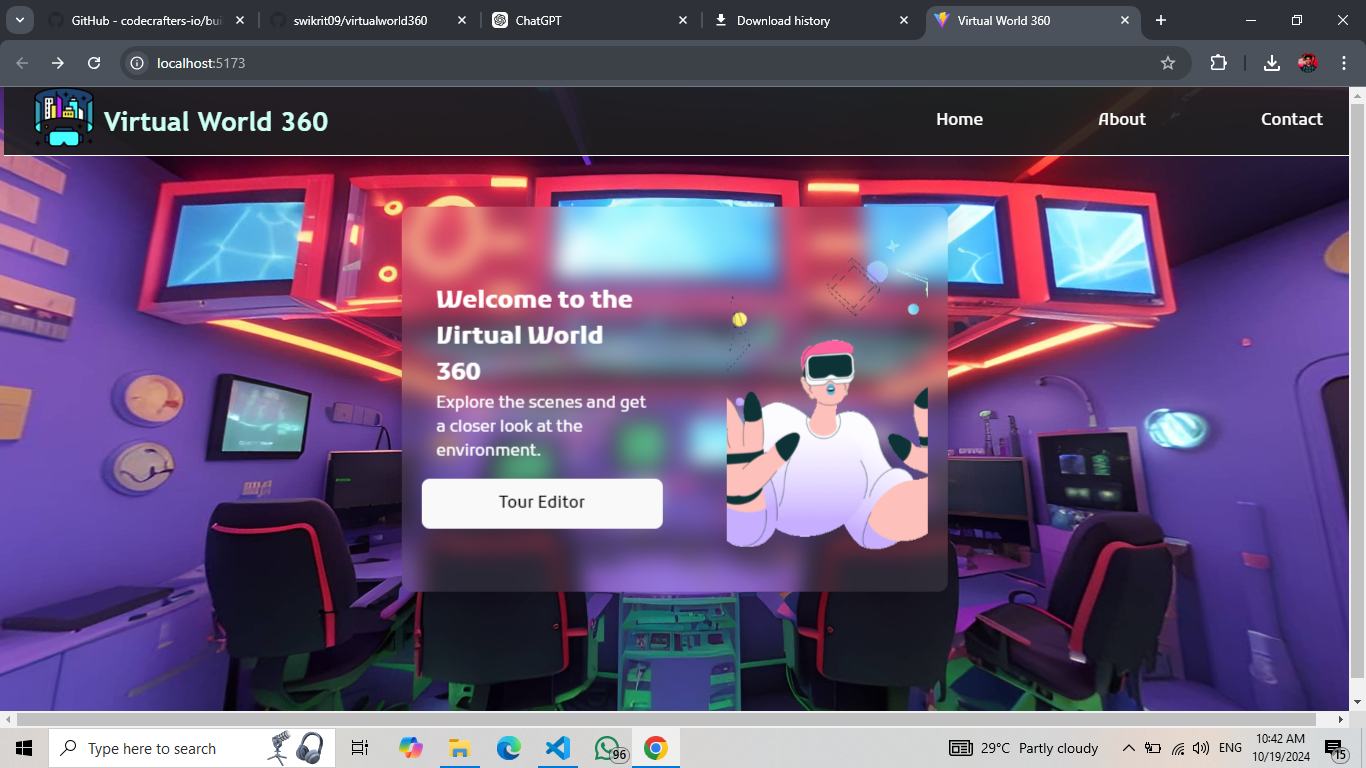 GitHub - codecrafters-io/bui
swikrit09/virtualworld360
ChatGPT
Download history
Virtual World 360
localhost:5173
Virtual World 360
Home
About
Contact
Welcome to the
Virtual World
360
Explore the scenes and get
a closer look at the
environment.
Tour Editor
Type here to search
96
29°C Partly cloudy
ENG
10:42 AM
10/19/2024
15